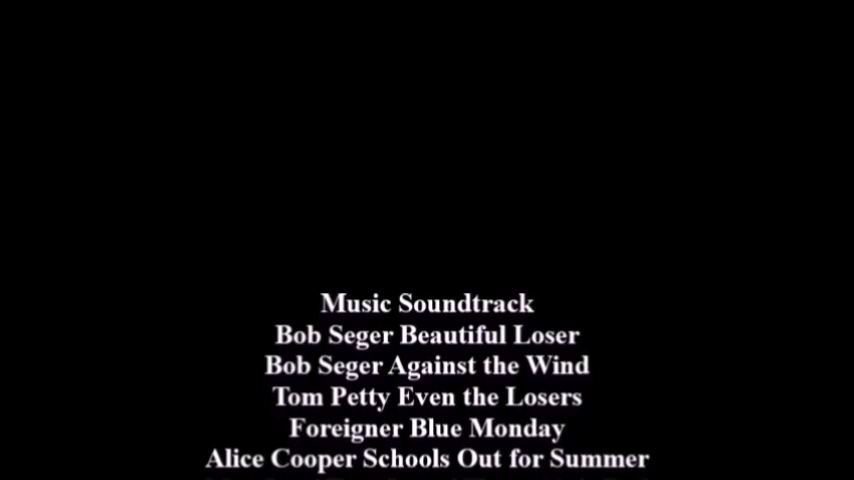 Music Soundtrack
Bob Seger Beautiful Loser
Bob Seger Against the Wind
Tom Petty Even the Losers
Foreigner Blue Monday
Alice Cooper Schools Out for Summer